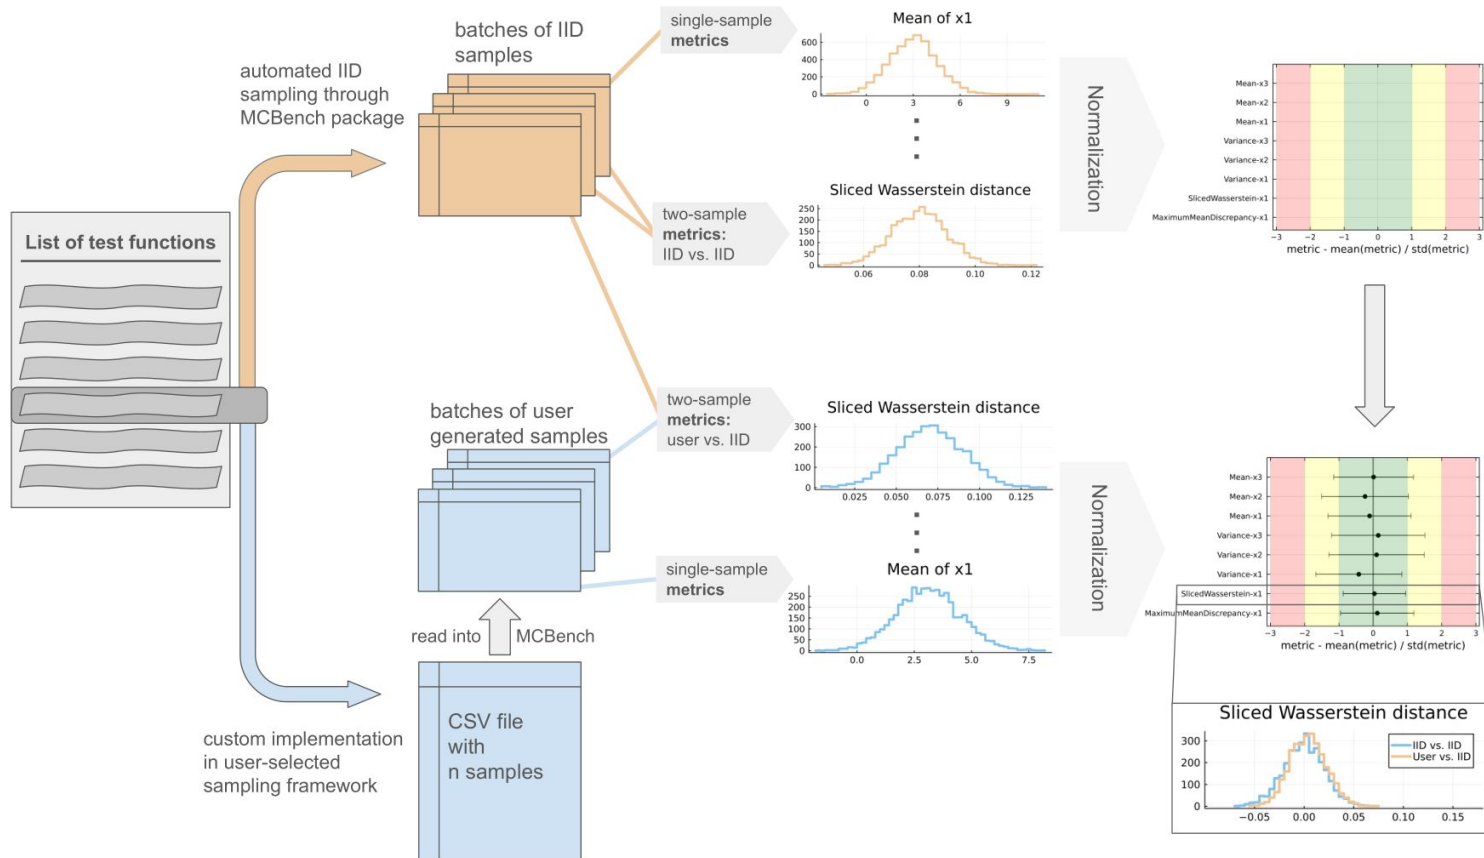 List of test functions
automated IID
sampling through
MCBench package
batches of IID
samples
single-sample
metrics
Mean of x1
600
400
200
0
0
3
6
9
two-sample
metrics:
IID vs. IID
Sliced Wasserstein distance
250
200
150
100
50
0
0.06
0.08
0.10
0.12
Normalization
Mean-x3
Mean-x2
Mean-x1
Variance-x3
Variance-x2
Variance-x1
SlicedWasserstein-x1
MaximumMeanDiscrepancy-x1
−3
−2
−1
0
1
2
3
metric - mean(metric) / std(metric)
custom implementation
in user-selected
sampling framework
CSV file
with
n samples
read into
MCBench
batches of user
generated samples
two-sample
metrics:
user vs. IID
Sliced Wasserstein distance
300
200
100
0
0.025
0.050
0.075
0.100
0.125
single-sample
metrics
Mean of x1
250
200
150
100
50
0
0.0
2.5
5.0
7.5
Normalization
Mean-x3
Mean-x2
Mean-x1
Variance-x3
Variance-x2
Variance-x1
SlicedWasserstein-x1
MaximumMeanDiscrepancy-x1
−3
−2
−1
0
1
2
3
metric - mean(metric) / std(metric)
Sliced Wasserstein distance
300
200
100
0
−0.05
0.00
0.05
0.10
0.15
IID vs. IID
User vs. IID